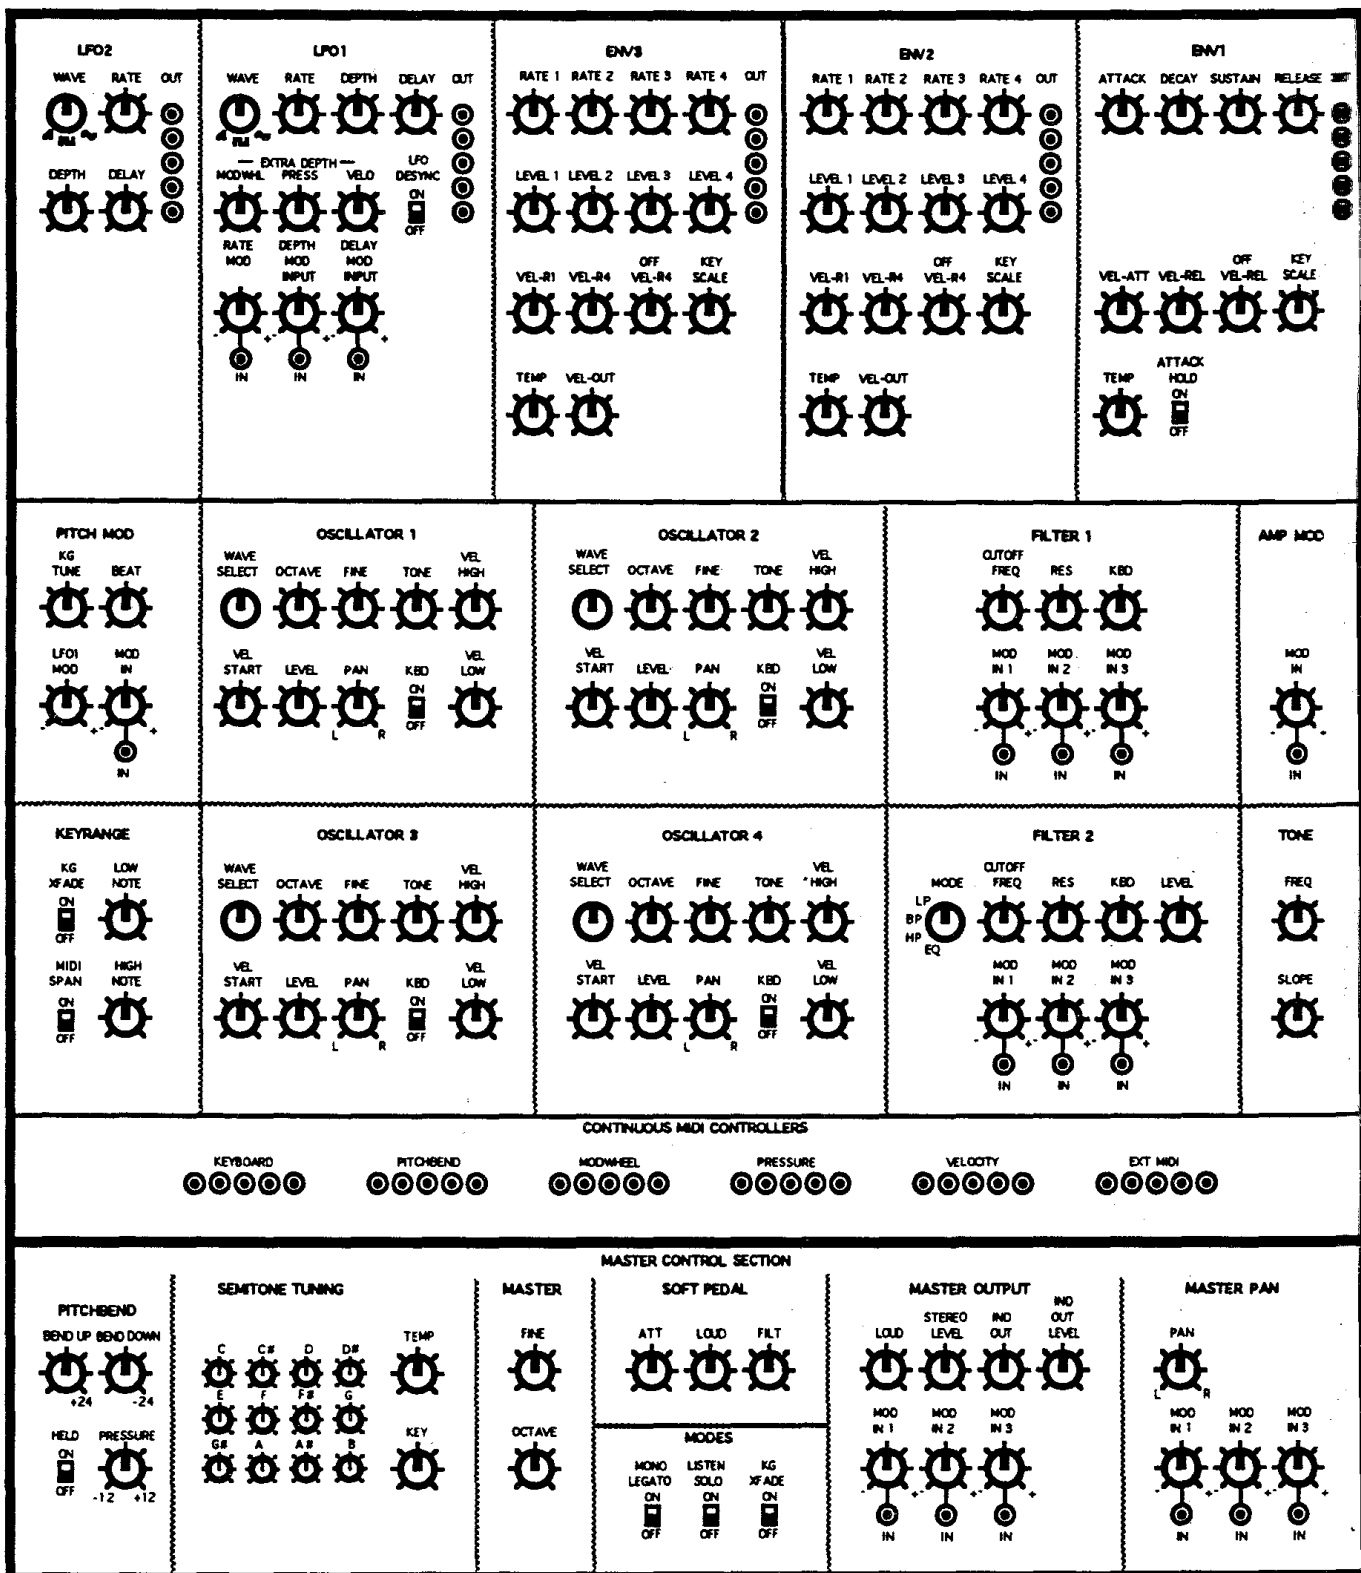 LFO2
WAVE RATE OUT
DEPTH DELAY
LFO1
WAVE RATE DEPTH DELAY OUT
— EXTRA DEPTH —
MODWHL PRESS VELO
LFO
DESYNC
ON
OFF
RATE DEPTH DELAY
MOD MOD MOD
INPUT INPUT
- + - + - +
IN IN IN
ENV3
RATE 1 RATE 2 RATE 3 RATE 4 OUT
LEVEL 1 LEVEL 2 LEVEL 3 LEVEL 4
OFF KEY
VEL-R1 VEL-R4 VEL-R4 SCALE
TEMP VEL-OUT
ENV2
RATE 1 RATE 2 RATE 3 RATE 4 OUT
LEVEL 1 LEVEL 2 LEVEL 3 LEVEL 4
OFF KEY
VEL-R1 VEL-R4 VEL-R4 SCALE
TEMP VEL-OUT
ENV1
ATTACK DECAY SUSTAIN RELEASE
OFF KEY
VEL-ATT VEL-REL VEL-REL SCALE
TEMP
ATTACK
HOLD
ON
OFF
PITCH MOD
KG
TUNE BEAT
LFO1 MOD
MOD IN
- + - +
IN
OSCILLATOR 1
WAVE VEL
SELECT OCTAVE FINE TONE HIGH
VEL VEL
START LEVEL PAN KBD LOW
ON
OFF
L R
OSCILLATOR 2
WAVE VEL
SELECT OCTAVE FINE TONE HIGH
VEL VEL
START LEVEL PAN KBD LOW
ON
OFF
L R
FILTER 1
CUTOFF
FREQ RES KBD
MOD MOD MOD
IN 1 IN 2 IN 3
- + - + - +
IN IN IN
AMP MOD
MOD
IN
- +
IN
KEYRANGE
KG LOW
XFADE NOTE
ON
OFF
MIDI HIGH
SPAN NOTE
ON
OFF
OSCILLATOR 3
WAVE VEL
SELECT OCTAVE FINE TONE HIGH
VEL VEL
START LEVEL PAN KBD LOW
ON
OFF
L R
OSCILLATOR 4
WAVE VEL
SELECT OCTAVE FINE TONE HIGH
VEL VEL
START LEVEL PAN KBD LOW
ON
OFF
L R
FILTER 2
CUTOFF
MODE FREQ RES KBD LEVEL
LP
BP
HP
EQ
MOD MOD MOD
IN 1 IN 2 IN 3
- + - + - +
IN IN IN
TONE
FREQ
SLOPE
CONTINUOUS MIDI CONTROLLERS
KEYBOARD PITCHBEND MODWHEEL PRESSURE VELOCITY EXT MIDI
MASTER CONTROL SECTION
PITCHBEND
BEND UP BEND DOWN
+24 -24
HELD PRESSURE
ON
OFF
-12 +12
SEMITONE TUNING
C C# D D#
E F F# G
G# A A# B
TEMP
KEY
MASTER
FINE
OCTAVE
SOFT PEDAL
ATT LOUD FILT
MODES
MONO LISTEN KG
LEGATO SOLO XFADE
ON ON ON
OFF OFF OFF
MASTER OUTPUT
IND
STEREO IND OUT
LOUD LEVEL OUT LEVEL
MOD MOD MOD
IN 1 IN 2 IN 3
- + - + - +
IN IN IN
MASTER PAN
PAN
L R
MOD MOD MOD
IN 1 IN 2 IN 3
- + - + - +
IN IN IN